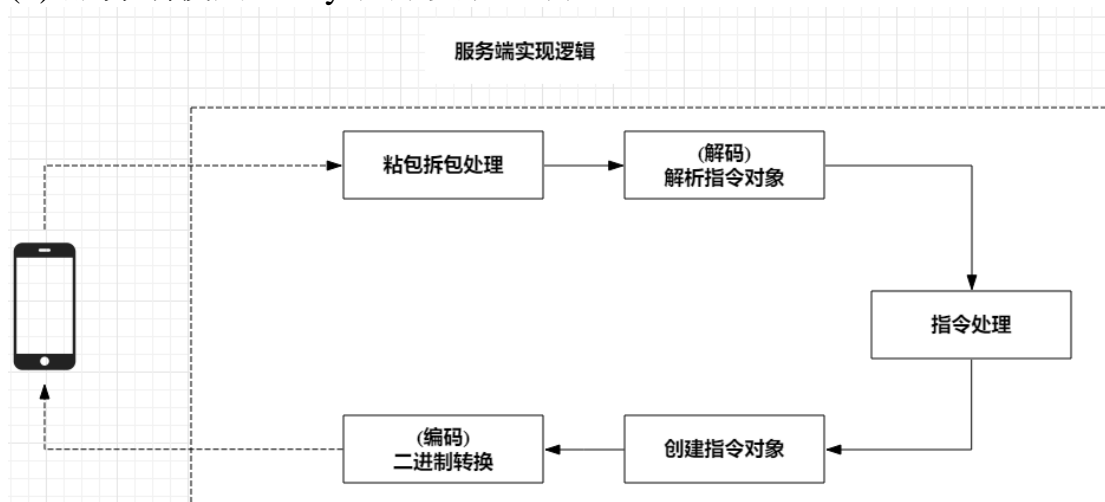 服务端实现逻辑
粘包拆包处理
(解码)
解析指令对象
指令处理
(编码)
二进制转换
创建指令对象